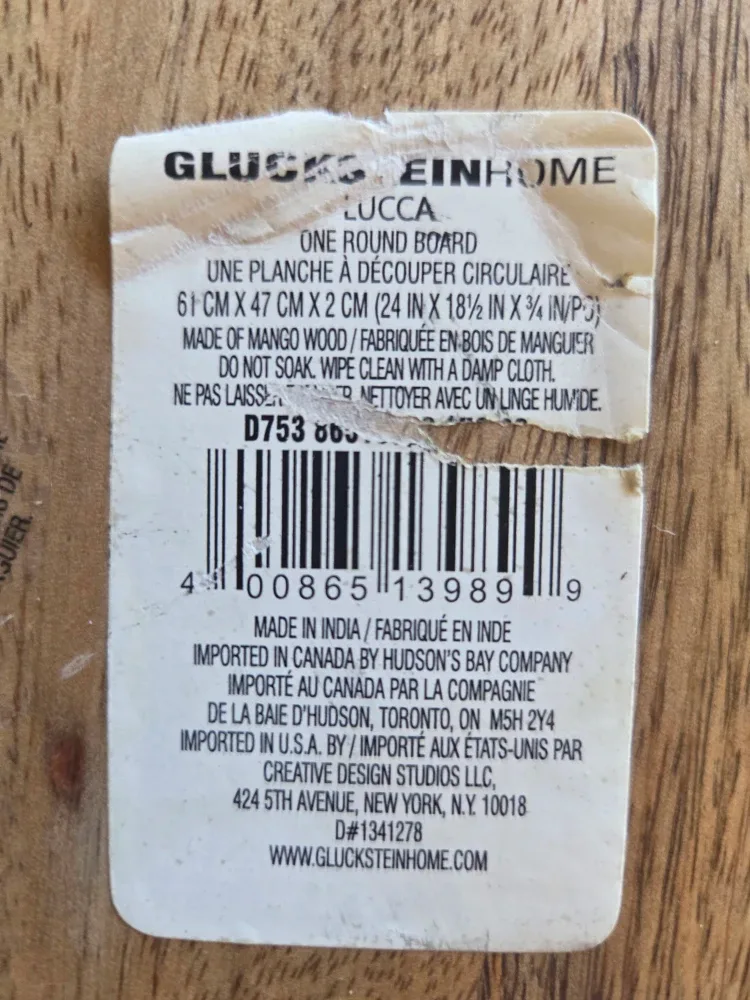 GLUCKSTEINHOME
LUCCA
ONE ROUND BOARD
UNE PLANCHE À DÉCOUPER CIRCULAIRE
61 CM X 47 CM X 2 CM (24 IN X 18½ IN X ¾ IN/PO)
MADE OF MANGO WOOD / FABRIQUÉE EN BOIS DE MANGUIER
DO NOT SOAK. WIPE CLEAN WITH A DAMP CLOTH.
NE PAS LAISSER NETTOYER AVEC UN LINGE HUMIDE.
D753
4 00865 13989 9
MADE IN INDIA / FABRIQUÉ EN INDE
IMPORTED IN CANADA BY HUDSON'S BAY COMPANY
IMPORTÉ AU CANADA PAR LA COMPAGNIE
DE LA BAIE D'HUDSON, TORONTO, ON M5H 2Y4
IMPORTED IN U.S.A. BY / IMPORTÉ AUX ÉTATS-UNIS PAR
CREATIVE DESIGN STUDIOS LLC,
424 5TH AVENUE, NEW YORK, N.Y. 10018
D#1341278
WWW.GLUCKSTEINHOME.COM
DE